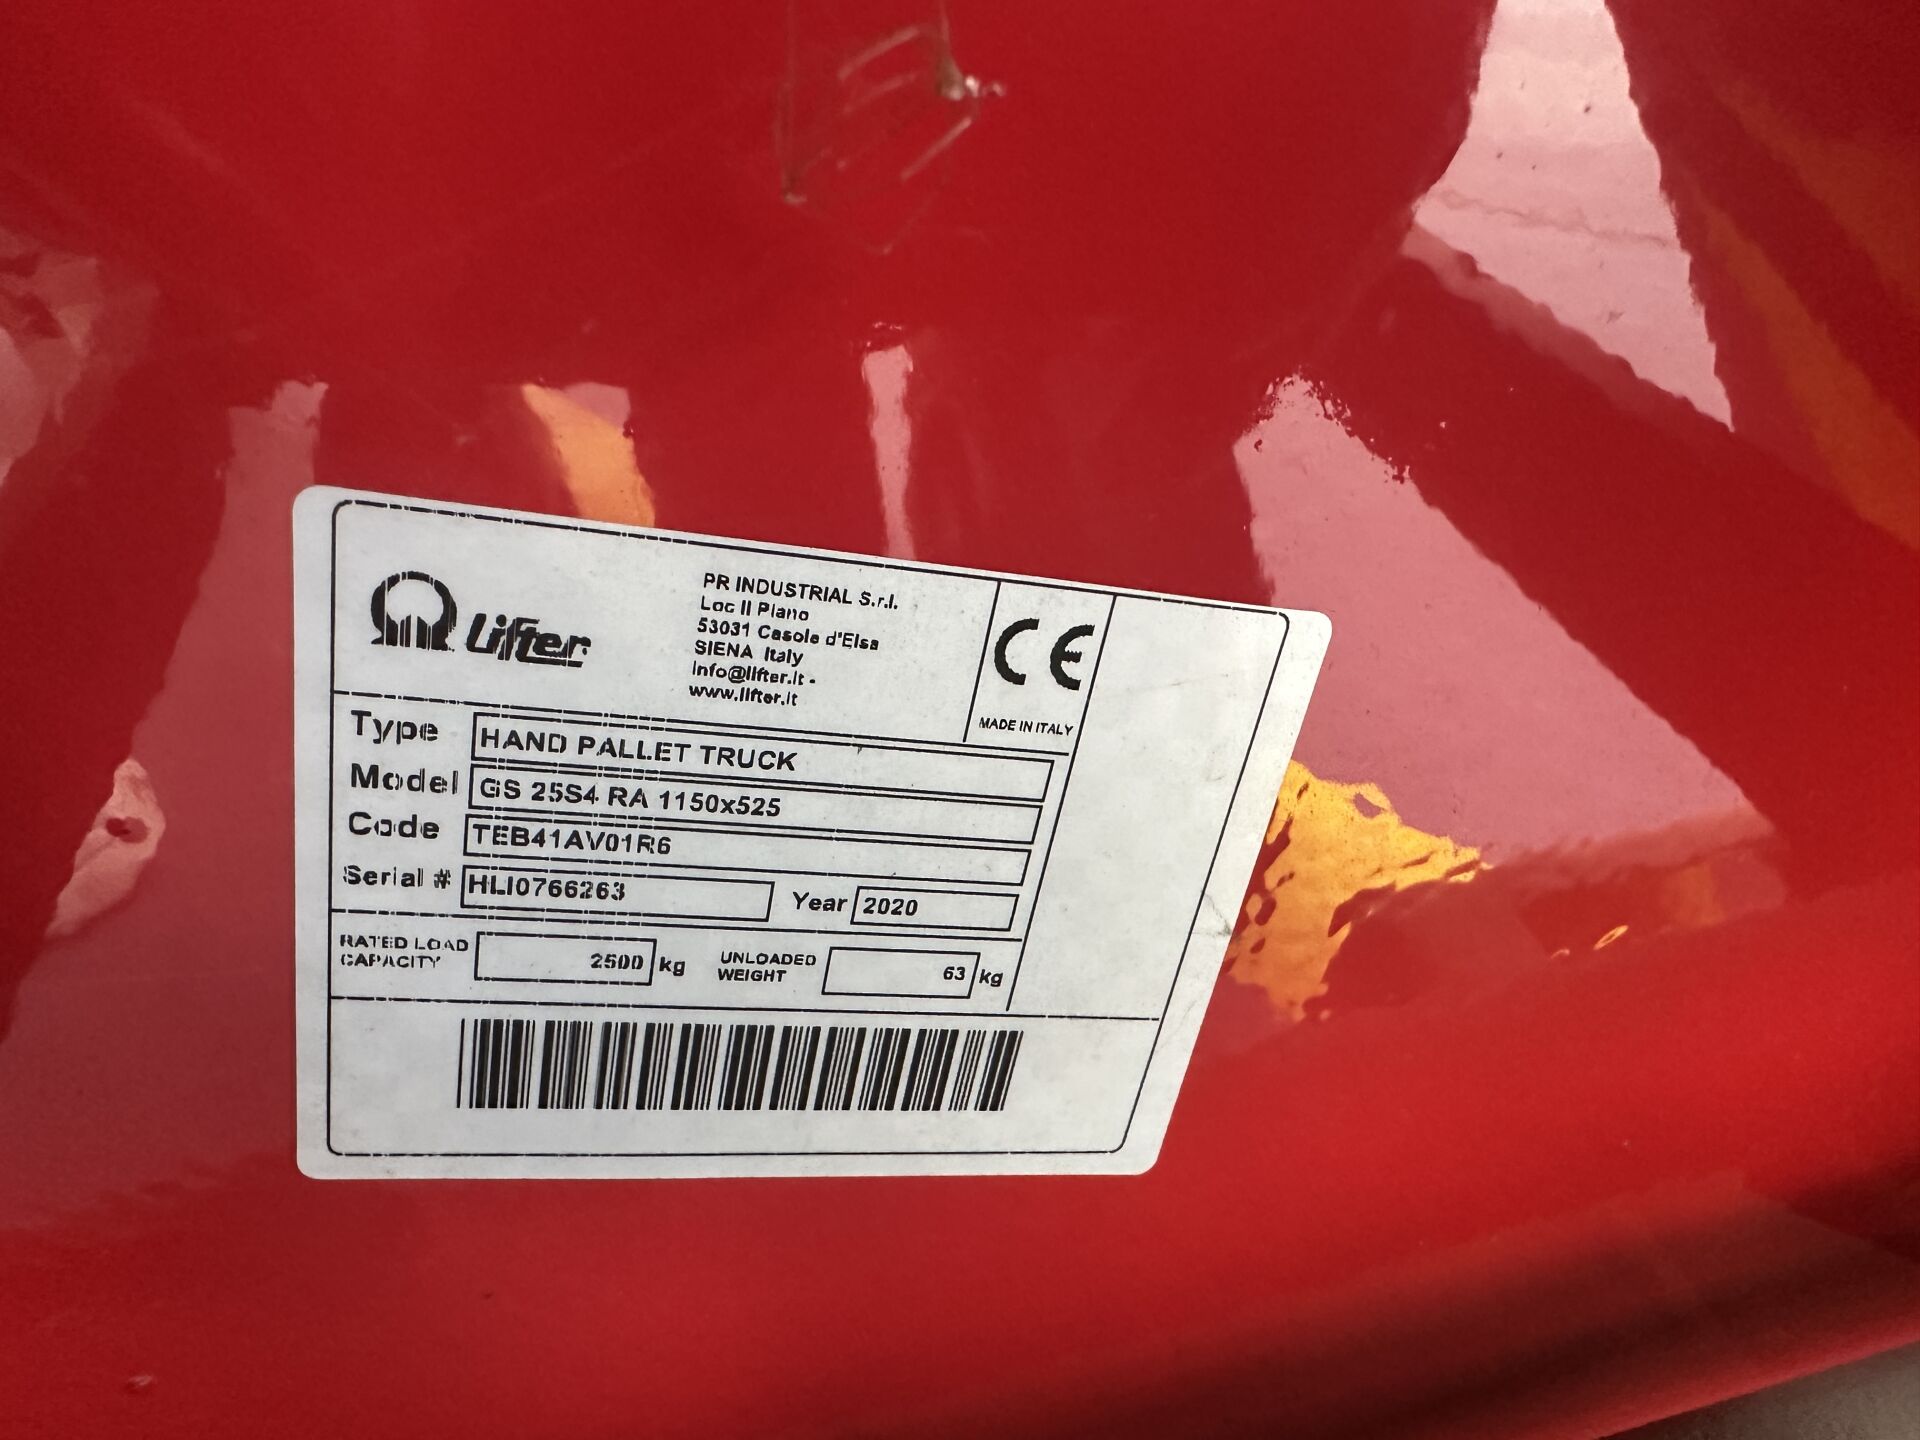 Lifter
PR INDUSTRIAL S.r.l.
Loc Il Piano
53031 Casole d'Elsa
SIENA Italy
info@lifter.it -
www.lifter.it
CE
MADE IN ITALY
Type HAND PALLET TRUCK
Model GS 25S4 RA 1150x525
Code TEB41AV01R6
Serial # HLI0766263 Year 2020
RATED LOAD CAPACITY 2500 kg UNLOADED WEIGHT 63 kg